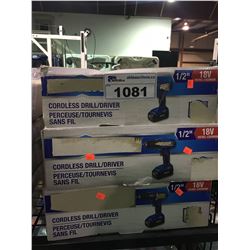 1081
1/2"
18V
CORDLESS DRILL/DRIVER
PERCEUSE/TOURNEVIS
SANS FIL
1/2"
18V
CORDLESS DRILL/DRIVER
PERCEUSE/TOURNEVIS
SANS FIL
1/2"
18V
CORDLESS DRILL/DRIVER
PERCEUSE/TOURNEVIS
SANS FIL